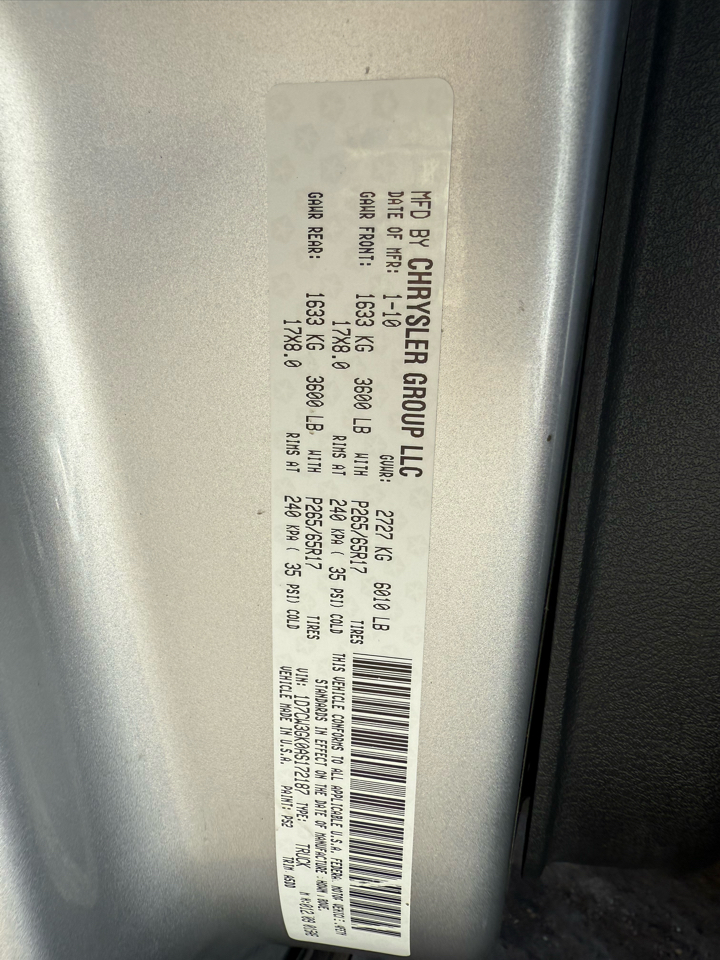 MFD BY CHRYSLER GROUP LLC
DATE OF MFR: 1-10 GVWR: 2727 KG 6010 LB
GAWR FRONT: 1633 KG 3600 LB WITH P265/65R17 TIRES
17X8.0 RIMS AT 240 KPA ( 35 PSI) COLD
GAWR REAR: 1633 KG 3600 LB WITH P265/65R17 TIRES
17X8.0 RIMS AT 240 KPA ( 35 PSI) COLD
THIS VEHICLE CONFORMS TO ALL APPLICABLE U.S.A. FEDERAL MOTOR
STANDARDS IN EFFECT ON THE DATE OF MANUFACTURE
VIN: 1D7CW3GK0AS172187 TYPE: TRUCK
VEHICLE MADE IN U.S.A. PAINT: PS2 TRIM